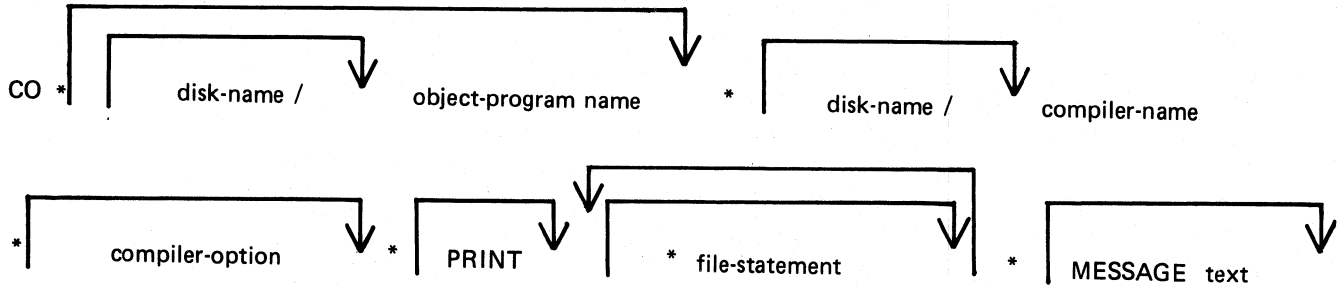 CO * disk-name / object-program name * disk-name / compiler-name
* compiler-option * PRINT * file-statement * MESSAGE text